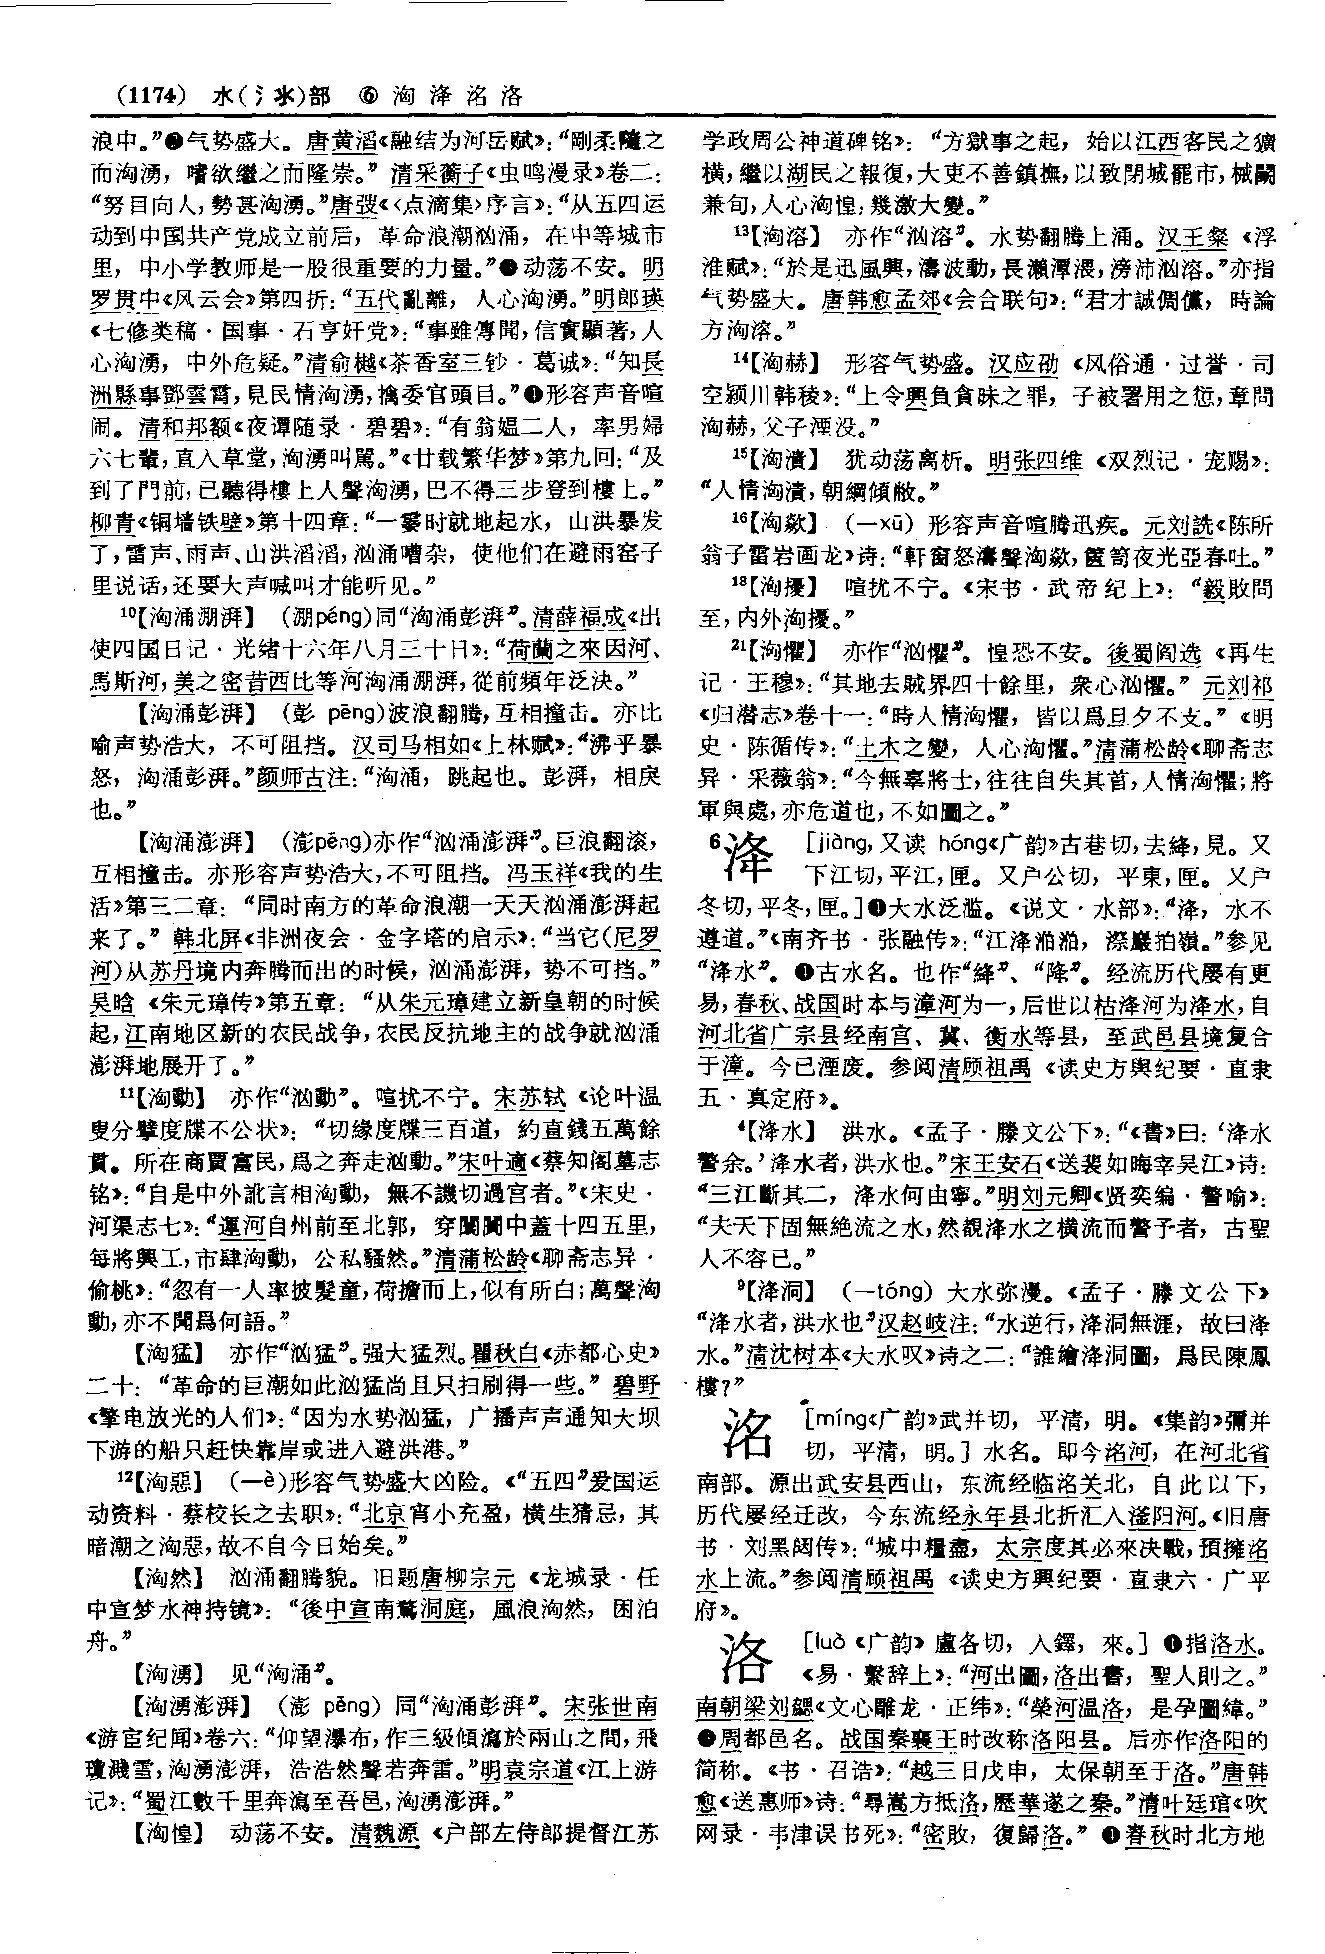 (1174) 水(氵氺)部 ⑥ 洶 洚 洺 洛
浪中。”❷气势盛大。唐黄滔《融结为河岳赋》：“剛柔隨之
而洶湧，嗜欲繼之而隆崇。”清采蘅子《虫鸣漫录》卷二：
“努目向人，勢甚洶湧。”唐弢《〈点滴集〉序言》：“从五四运
动到中国共产党成立前后，革命浪潮汹涌，在中等城市
里，中小学教师是一股很重要的力量。”❸动荡不安。明
罗贯中《风云会》第四折：“五代亂離，人心洶湧。”明郎瑛
《七修类稿·国事·石亨奸党》：“事雖傳聞，信實顯著，人
心洶湧，中外危疑。”清俞樾《茶香室三钞·葛诚》：“知長
洲縣事鄧雲霄，見民情洶湧，擒委官頭目。”❹形容声音喧
闹。清和邦额《夜谭随录·碧碧》：“有翁媪二人，率男婦
六七輩，直入草堂，洶湧叫罵。”《廿载繁华梦》第九回：“及
到了門前，已聽得樓上人聲洶湧，巴不得三步登到樓上。”
柳青《铜墙铁壁》第十四章：“一霎时就地起水，山洪暴发
了，雷声、雨声、山洪滔滔，汹涌嘈杂，使他们在避雨窑子
里说话，还要大声喊叫才能听见。”
10【洶涌淜湃】 (淜péng)同“洶涌彭湃”。清薛福成《出
使四国日记·光绪十六年八月三十日》：“荷蘭之來因河、
馬斯河，美之密昔西比等河洶涌淜湃，從前頻年泛決。”
【洶涌彭湃】 (彭 pēng)波浪翻腾，互相撞击。亦比
喻声势浩大，不可阻挡。汉司马相如《上林赋》：“沸乎暴
怒，洶涌彭湃。”颜师古注：“洶涌，跳起也。彭湃，相戾
也。”
【洶涌澎湃】 (澎pēng)亦作“汹涌澎湃”。巨浪翻滚，
互相撞击。亦形容声势浩大，不可阻挡。冯玉祥《我的生
活》第三二章：“同时南方的革命浪潮一天天汹涌澎湃起
来了。”韩北屏《非洲夜会·金字塔的启示》：“当它(尼罗
河)从苏丹境内奔腾而出的时候，汹涌澎湃，势不可挡。”
吴晗《朱元璋传》第五章：“从朱元璋建立新皇朝的时候
起，江南地区新的农民战争，农民反抗地主的战争就汹涌
澎湃地展开了。”
11【洶動】 亦作“汹動”。喧扰不宁。宋苏轼《论叶温
叟分擘度牒不公状》：“切緣度牒三百道，約直錢五萬餘
貫。所在商賈富民，爲之奔走汹動。”宋叶適《蔡知阁墓志
铭》：“自是中外訛言相洶動，無不譏切過宫者。”《宋史·
河渠志七》：“運河自州前至北郭，穿闤闠中蓋十四五里，
每將興工，市肆洶動，公私騷然。”清蒲松龄《聊斋志异·
偷桃》：“忽有一人率披髮童，荷擔而上，似有所白；萬聲洶
動，亦不聞爲何語。”
【洶猛】 亦作“汹猛”。强大猛烈。瞿秋白《赤都心史》
二十：“革命的巨潮如此汹猛尚且只扫刷得一些。”碧野
《擎电放光的人们》：“因为水势汹猛，广播声声通知大坝
下游的船只赶快靠岸或进入避洪港。”
12【洶惡】 (—è)形容气势盛大凶险。《“五四”爱国运
动资料·蔡校长之去职》：“北京宵小充盈，横生猜忌，其
暗潮之洶惡，故不自今日始矣。”
【洶然】 汹涌翻腾貌。旧题唐柳宗元《龙城录·任
中宣梦水神持镜》：“後中宣南騖洞庭，風浪洶然，因泊
舟。”
【洶湧】 见“洶涌”。
【洶湧澎湃】 (澎 pēng) 同“洶涌彭湃”。宋张世南
《游宦纪闻》卷六：“仰望瀑布，作三級傾瀉於兩山之間，飛
瓊濺雪，洶湧澎湃，浩浩然聲若奔雷。”明袁宗道《江上游
记》：“蜀江數千里奔瀉至吾邑，洶湧澎湃。”
【洶惶】 动荡不安。清魏源《户部左侍郎提督江苏
学政周公神道碑铭》：“方獄事之起，始以江西客民之獷
横，繼以湖民之報復，大吏不善鎮撫，以致閉城罷市，械鬭
兼旬，人心洶惶，幾激大變。”
13【洶溶】 亦作“汹溶”。水势翻腾上涌。汉王粲《浮
淮赋》：“於是迅風興，濤波動，長瀨潭渨，滂沛汹溶。”亦指
气势盛大。唐韩愈孟郊《会合联句》：“君才誠倜儻，時論
方洶溶。”
14【洶赫】 形容气势盛。汉应劭《风俗通·过誉·司
空颍川韩稜》：“上令興負貪昧之罪，子被署用之愆，章問
洶赫，父子湮没。”
15【洶潰】 犹动荡离析。明张四维《双烈记·宠赐》：
“人情洶潰，朝綱傾敝。”
16【洶歘】 (—xū) 形容声音喧腾迅疾。元刘詵《陈所
翁子雷岩画龙》诗：“軒窗怒濤聲洶歘，篋笥夜光亞春吐。”
18【洶擾】 喧扰不宁。《宋书·武帝纪上》：“毅敗問
至，内外洶擾。”
21【洶懼】 亦作“汹懼”。惶恐不安。後蜀阎选《再生
记·王穆》：“其地去賊界四十餘里，衆心汹懼。”元刘祁
《归潜志》卷十一：“時人情洶懼，皆以爲旦夕不支。”《明
史·陈循传》：“土木之變，人心洶懼。”清蒲松龄《聊斋志
异·采薇翁》：“今無辜將士，往往自失其首，人情洶懼；將
軍與處，亦危道也，不如圖之。”
6洚 [jiàng，又读 hóng《广韵》古巷切，去絳，見。又
下江切，平江，匣。又户公切，平東，匣。又户
冬切，平冬，匣。]❶大水泛滥。《说文·水部》：“洚，水不
遵道。”《南齐书·张融传》：“江洚泊泊，淙巖拍嶺。”参见
“洚水”。❷古水名。也作“絳”、“降”。经流历代屡有更
易，春秋、战国时本与漳河为一，后世以枯洚河为洚水，自
河北省广宗县经南宫、冀、衡水等县，至武邑县境复合
于漳。今已湮废。参阅清顾祖禹《读史方舆纪要·直隶
五·真定府》。
4【洚水】 洪水。《孟子·滕文公下》：“《書》曰：‘洚水
警余。’洚水者，洪水也。”宋王安石《送裴如晦宰吴江》诗：
“三江斷其二，洚水何由寧。”明刘元卿《贤奕编·警喻》：
“夫天下固無絶流之水，然覩洚水之横流而警予者，古聖
人不容已。”
9【洚洞】 (—tóng) 大水弥漫。《孟子·滕文公下》
“洚水者，洪水也”汉赵岐注：“水逆行，洚洞無涯，故曰洚
水。”清沈树本《大水叹》诗之二：“誰繪洚洞圖，爲民陳鳳
樓？”
洺 [míng《广韵》武并切，平清，明。《集韵》彌并
切，平清，明。] 水名。即今洺河，在河北省
南部。源出武安县西山，东流经临洺关北，自此以下，
历代屡经迁改，今东流经永年县北折汇入滏阳河。《旧唐
书·刘黑闼传》：“城中糧盡，太宗度其必來决戰，預擁洺
水上流。”参阅清顾祖禹《读史方舆纪要·直隶六·广平
府》。
洛 [luò《广韵》盧各切，入鐸，來。] ❶指洛水。
《易·繫辞上》：“河出圖，洛出書，聖人則之。”
南朝梁刘勰《文心雕龙·正纬》：“榮河温洛，是孕圖緯。”
❷周都邑名。战国秦襄王时改称洛阳县。后亦作洛阳的
简称。《书·召诰》：“越三日戊申，太保朝至于洛。”唐韩
愈《送惠师》诗：“尋嵩方抵洛，歷華遂之秦。”清叶廷琯《吹
网录·韦津误书死》：“密敗，復歸洛。” ❸春秋时北方地